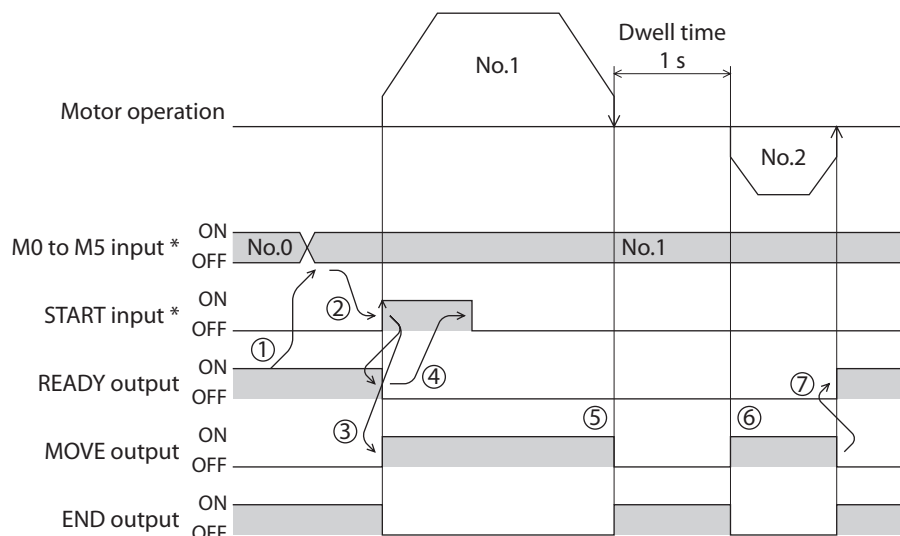 Dwell time
1 s
No.1
Motor operation
No.2
M0 to M5 input *
ON
OFF
No.0
No.1
START input *
ON
OFF
②
①
READY output
ON
OFF
④
⑦
③
⑤
⑥
MOVE output
ON
OFF
END output
ON
OFF